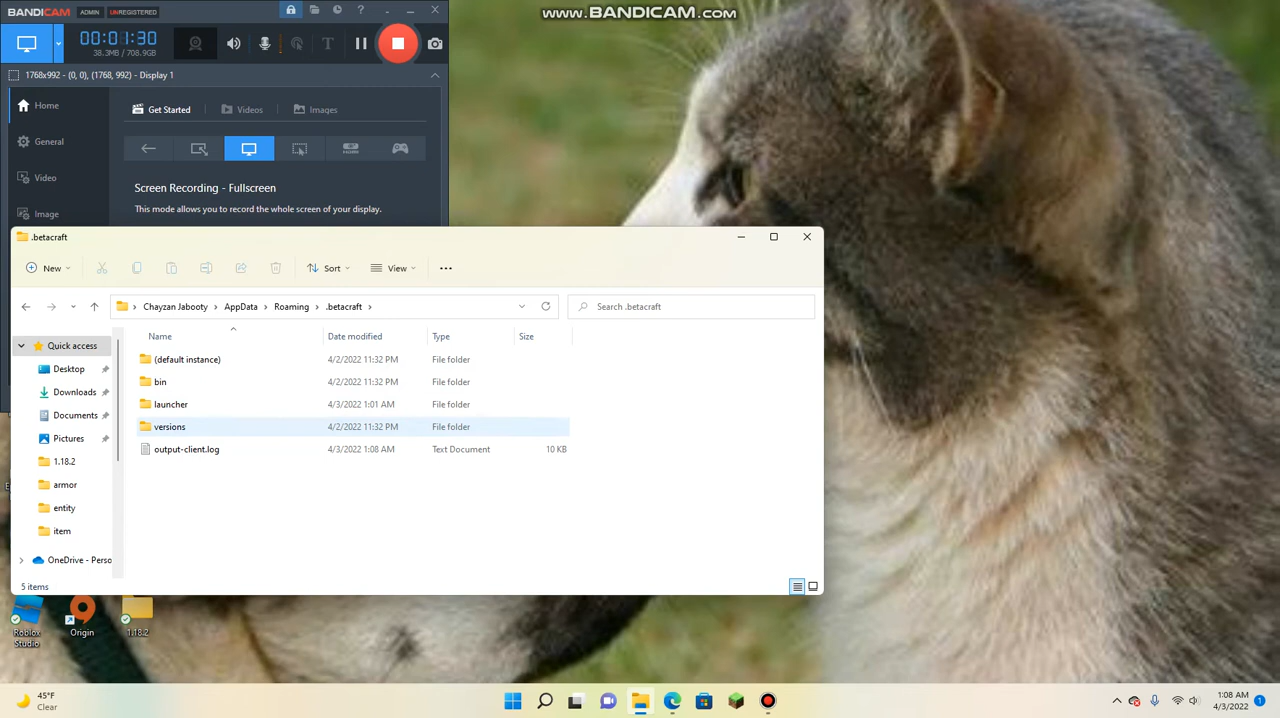 BANDICAM ADMIN UNREGISTERED
www.BANDICAM.com
00:01:30
38.3MB / 708.9GB
1768x992 - (0, 0), (1768, 992) - Display 1
Home
Get Started
Videos
Images
General
Video
Image
Screen Recording - Fullscreen
This mode allows you to record the whole screen of your display.
.betacraft
New
Sort
View
Chayzan Jabooty > AppData > Roaming > .betacraft >
Search .betacraft
Name Date modified Type Size
(default instance) 4/2/2022 11:32 PM File folder
bin 4/2/2022 11:32 PM File folder
launcher 4/3/2022 1:01 AM File folder
versions 4/2/2022 11:32 PM File folder
output-client.log 4/3/2022 1:08 AM Text Document 10 KB
Quick access
Desktop
Downloads
Documents
Pictures
1.18.2
armor
entity
item
OneDrive - Perso
5 items
Roblox
Studio
Origin
1.18.2
45°F
Clear
1:08 AM
4/3/2022
1